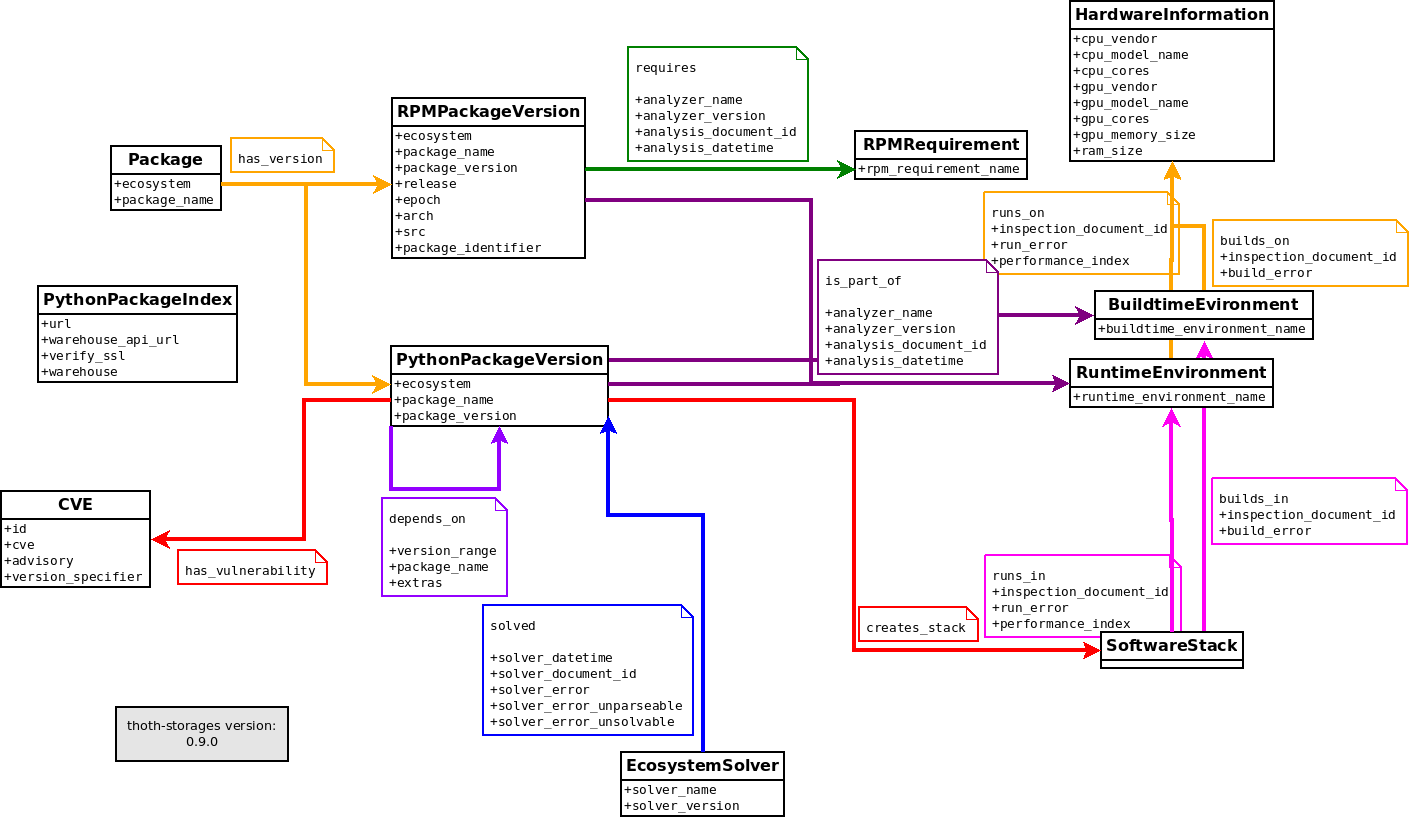 HardwareInformation
+cpu_vendor
+cpu_model_name
+cpu_cores
+gpu_vendor
+gpu_model_name
+gpu_cores
+gpu_memory_size
+ram_size
requires
+analyzer_name
+analyzer_version
+analysis_document_id
+analysis_datetime
RPMPackageVersion
+ecosystem
+package_name
+package_version
+release
+epoch
+arch
+src
+package_identifier
RPMRequirement
+rpm_requirement_name
Package
+ecosystem
+package_name
has_version
runs_on
+inspection_document_id
+run_error
+performance_index
builds_on
+inspection_document_id
+build_error
is_part_of
+analyzer_name
+analyzer_version
+analysis_document_id
+analysis_datetime
PythonPackageIndex
+url
+warehouse_api_url
+verify_ssl
+warehouse
BuildtimeEvironment
+buildtime_environment_name
PythonPackageVersion
+ecosystem
+package_name
+package_version
RuntimeEnvironment
+runtime_environment_name
CVE
+id
+cve
+advisory
+version_specifier
has_vulnerability
depends_on
+version_range
+package_name
+extras
builds_in
+inspection_document_id
+build_error
runs_in
+inspection_document_id
+run_error
+performance_index
creates_stack
SoftwareStack
solved
+solver_datetime
+solver_document_id
+solver_error
+solver_error_unparseable
+solver_error_unsolvable
thoth-storages version:
0.9.0
EcosystemSolver
+solver_name
+solver_version